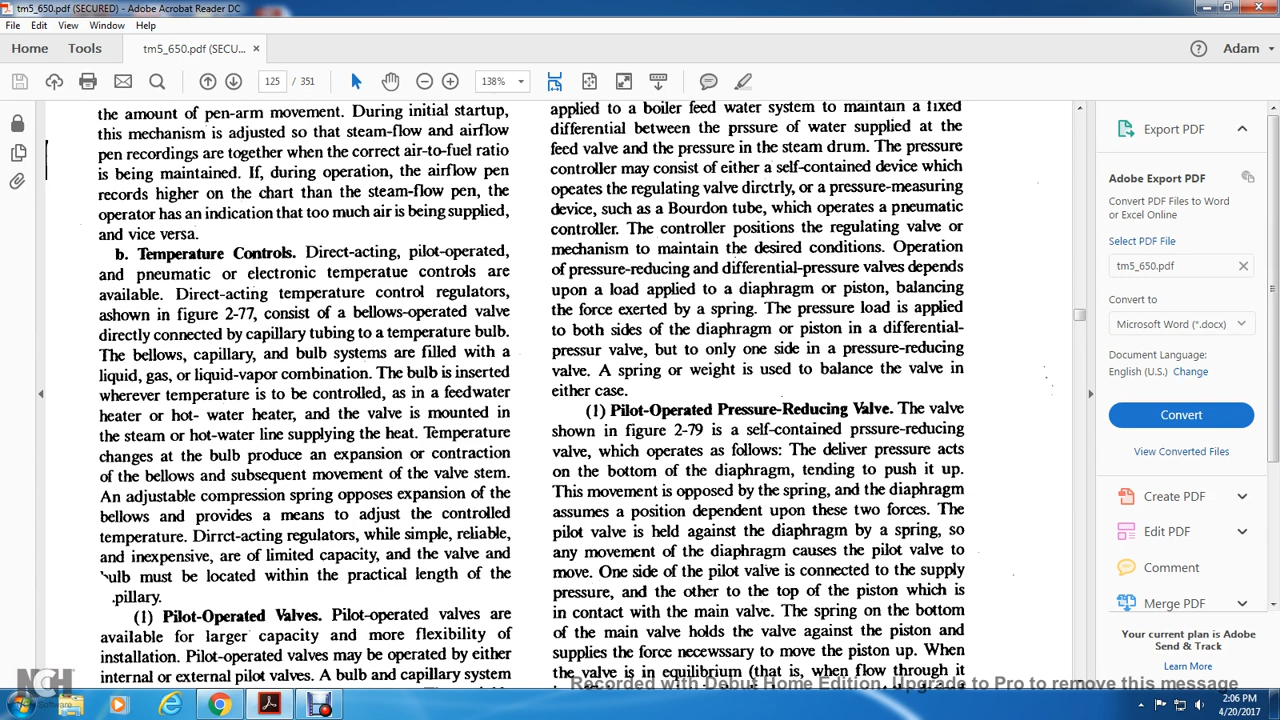 tm5_650.pdf (SECURED) - Adobe Acrobat Reader DC
File Edit View Window Help
Home Tools tm5_650.pdf (SECU... × Adam
125 / 351 138%
the amount of pen-arm movement. During initial startup,
this mechanism is adjusted so that steam-flow and airflow
pen recordings are together when the correct air-to-fuel ratio
is being maintained. If, during operation, the airflow pen
records higher on the chart than the steam-flow pen, the
operator has an indication that too much air is being supplied,
and vice versa.
b. Temperature Controls. Direct-acting, pilot-operated,
and pneumatic or electronic temperatue controls are
available. Direct-acting temperature control regulators,
ashown in figure 2-77, consist of a bellows-operated valve
directly connected by capillary tubing to a temperature bulb.
The bellows, capillary, and bulb systems are filled with a
liquid, gas, or liquid-vapor combination. The bulb is inserted
wherever temperature is to be controlled, as in a feedwater
heater or hot- water heater, and the valve is mounted in
the steam or hot-water line supplying the heat. Temperature
changes at the bulb produce an expansion or contraction
of the bellows and subsequent movement of the valve stem.
An adjustable compression spring opposes expansion of the
bellows and provides a means to adjust the controlled
temperature. Dirrct-acting regulators, while simple, reliable,
and inexpensive, are of limited capacity, and the valve and
bulb must be located within the practical length of the
.pillary.
(1) Pilot-Operated Valves. Pilot-operated valves are
available for larger capacity and more flexibility of
installation. Pilot-operated valves may be operated by either
internal or external pilot valves. A bulb and capillary system
applied to a boiler feed water system to maintain a fixed
differential between the prssure of water supplied at the
feed valve and the pressure in the steam drum. The pressure
controller may consist of either a self-contained device which
opeates the regulating valve dirctrly, or a pressure-measuring
device, such as a Bourdon tube, which operates a pneumatic
controller. The controller positions the regulating valve or
mechanism to maintain the desired conditions. Operation
of pressure-reducing and differential-pressure valves depends
upon a load applied to a diaphragm or piston, balancing
the force exerted by a spring. The pressure load is applied
to both sides of the diaphragm or piston in a differential-
pressur valve, but to only one side in a pressure-reducing
valve. A spring or weight is used to balance the valve in
either case.
(1) Pilot-Operated Pressure-Reducing Valve. The valve
shown in figure 2-79 is a self-contained prssure-reducing
valve, which operates as follows: The deliver pressure acts
on the bottom of the diaphragm, tending to push it up.
This movement is opposed by the spring, and the diaphragm
assumes a position dependent upon these two forces. The
pilot valve is held against the diaphragm by a spring, so
any movement of the diaphragm causes the pilot valve to
move. One side of the pilot valve is connected to the supply
pressure, and the other to the top of the piston which is
in contact with the main valve. The spring on the bottom
of the main valve holds the valve against the piston and
supplies the force necewssary to move the piston up. When
the valve is in equilibrium (that is, when flow through it
Export PDF
Adobe Export PDF
Convert PDF Files to Word
or Excel Online
Select PDF File
tm5_650.pdf
Convert to
Microsoft Word (*.docx)
Document Language:
English (U.S.) Change
Convert
View Converted Files
Create PDF
Edit PDF
Comment
Merge PDF
Your current plan is Adobe
Send & Track
Learn More
NCH
Software
Recorded with Debut Home Edition. Upgrade to Pro to remove this message
2:06 PM
4/20/2017